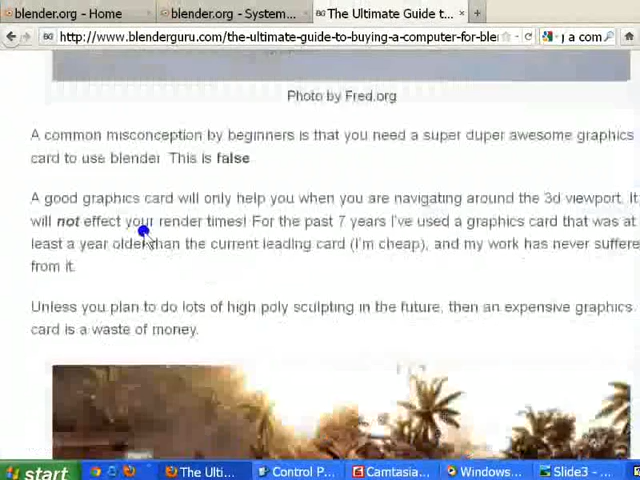 blender.org - Home
blender.org - System...
The Ultimate Guide t...
http://www.blenderguru.com/the-ultimate-guide-to-buying-a-computer-for-bler
y a com
Photo by Fred.org
A common misconception by beginners is that you need a super duper awesome graphics
card to use blender. This is false
A good graphics card will only help you when you are navigating around the 3d viewport. It
will not effect your render times! For the past 7 years I've used a graphics card that was at
least a year older than the current leading card (I'm cheap), and my work has never suffere
from it.
Unless you plan to do lots of high poly sculpting in the future, then an expensive graphics
card is a waste of money.
start
The Ulti...
Control P...
Camtasia...
Windows...
Slide3 - ...